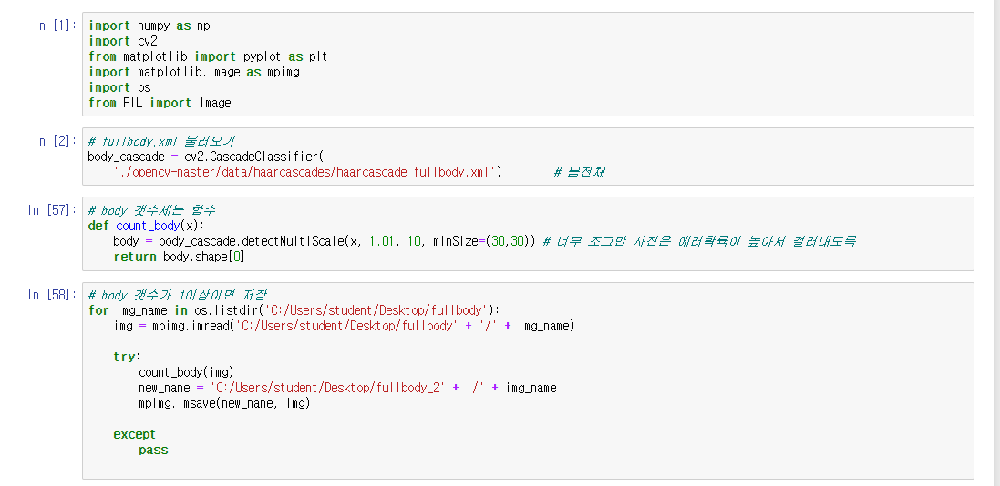 In [1]:
import numpy as np
import cv2
from matplotlib import pyplot as plt
import matplotlib.image as mpimg
import os
from PIL import Image
In [2]:
# fullbody.xml 불러오기
body_cascade = cv2.CascadeClassifier(
    './opencv-master/data/haarcascades/haarcascade_fullbody.xml')        # 몸전체
In [57]:
# body 갯수세는 함수
def count_body(x):
    body = body_cascade.detectMultiScale(x, 1.01, 10, minSize=(30,30)) # 너무 조그만 사진은 에러확률이 높아서 걸러내도록
    return body.shape[0]
In [58]:
# body 갯수가 1이상이면 저장
for img_name in os.listdir('C:/Users/student/Desktop/fullbody'):
    img = mpimg.imread('C:/Users/student/Desktop/fullbody' + '/' + img_name)
    try:
        count_body(img)
        new_name = 'C:/Users/student/Desktop/fullbody_2' + '/' + img_name
        mpimg.imsave(new_name, img)
    except:
        pass